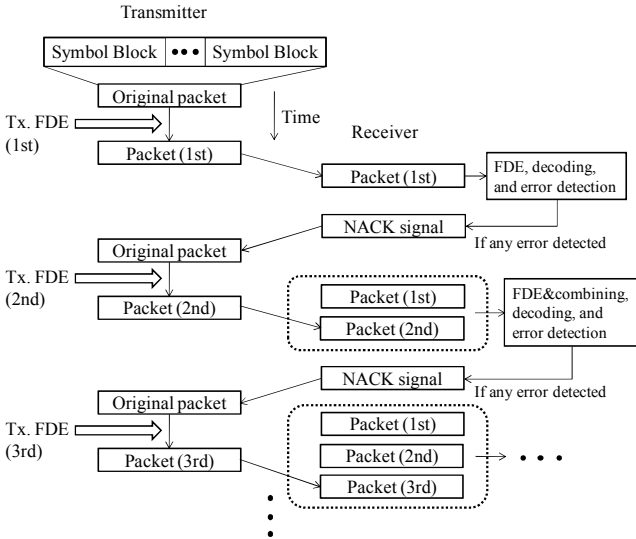 Transmitter
Symbol Block ••• Symbol Block
Original packet
Tx. FDE
(1st)
Time
Receiver
Packet (1st)
Packet (1st)
FDE, decoding,
and error detection
NACK signal
If any error detected
Original packet
Tx. FDE
(2nd)
Packet (2nd)
Packet (1st)
Packet (2nd)
FDE&combining,
decoding, and
error detection
NACK signal
If any error detected
Original packet
Tx. FDE
(3rd)
Packet (3rd)
Packet (1st)
Packet (2nd)
Packet (3rd)